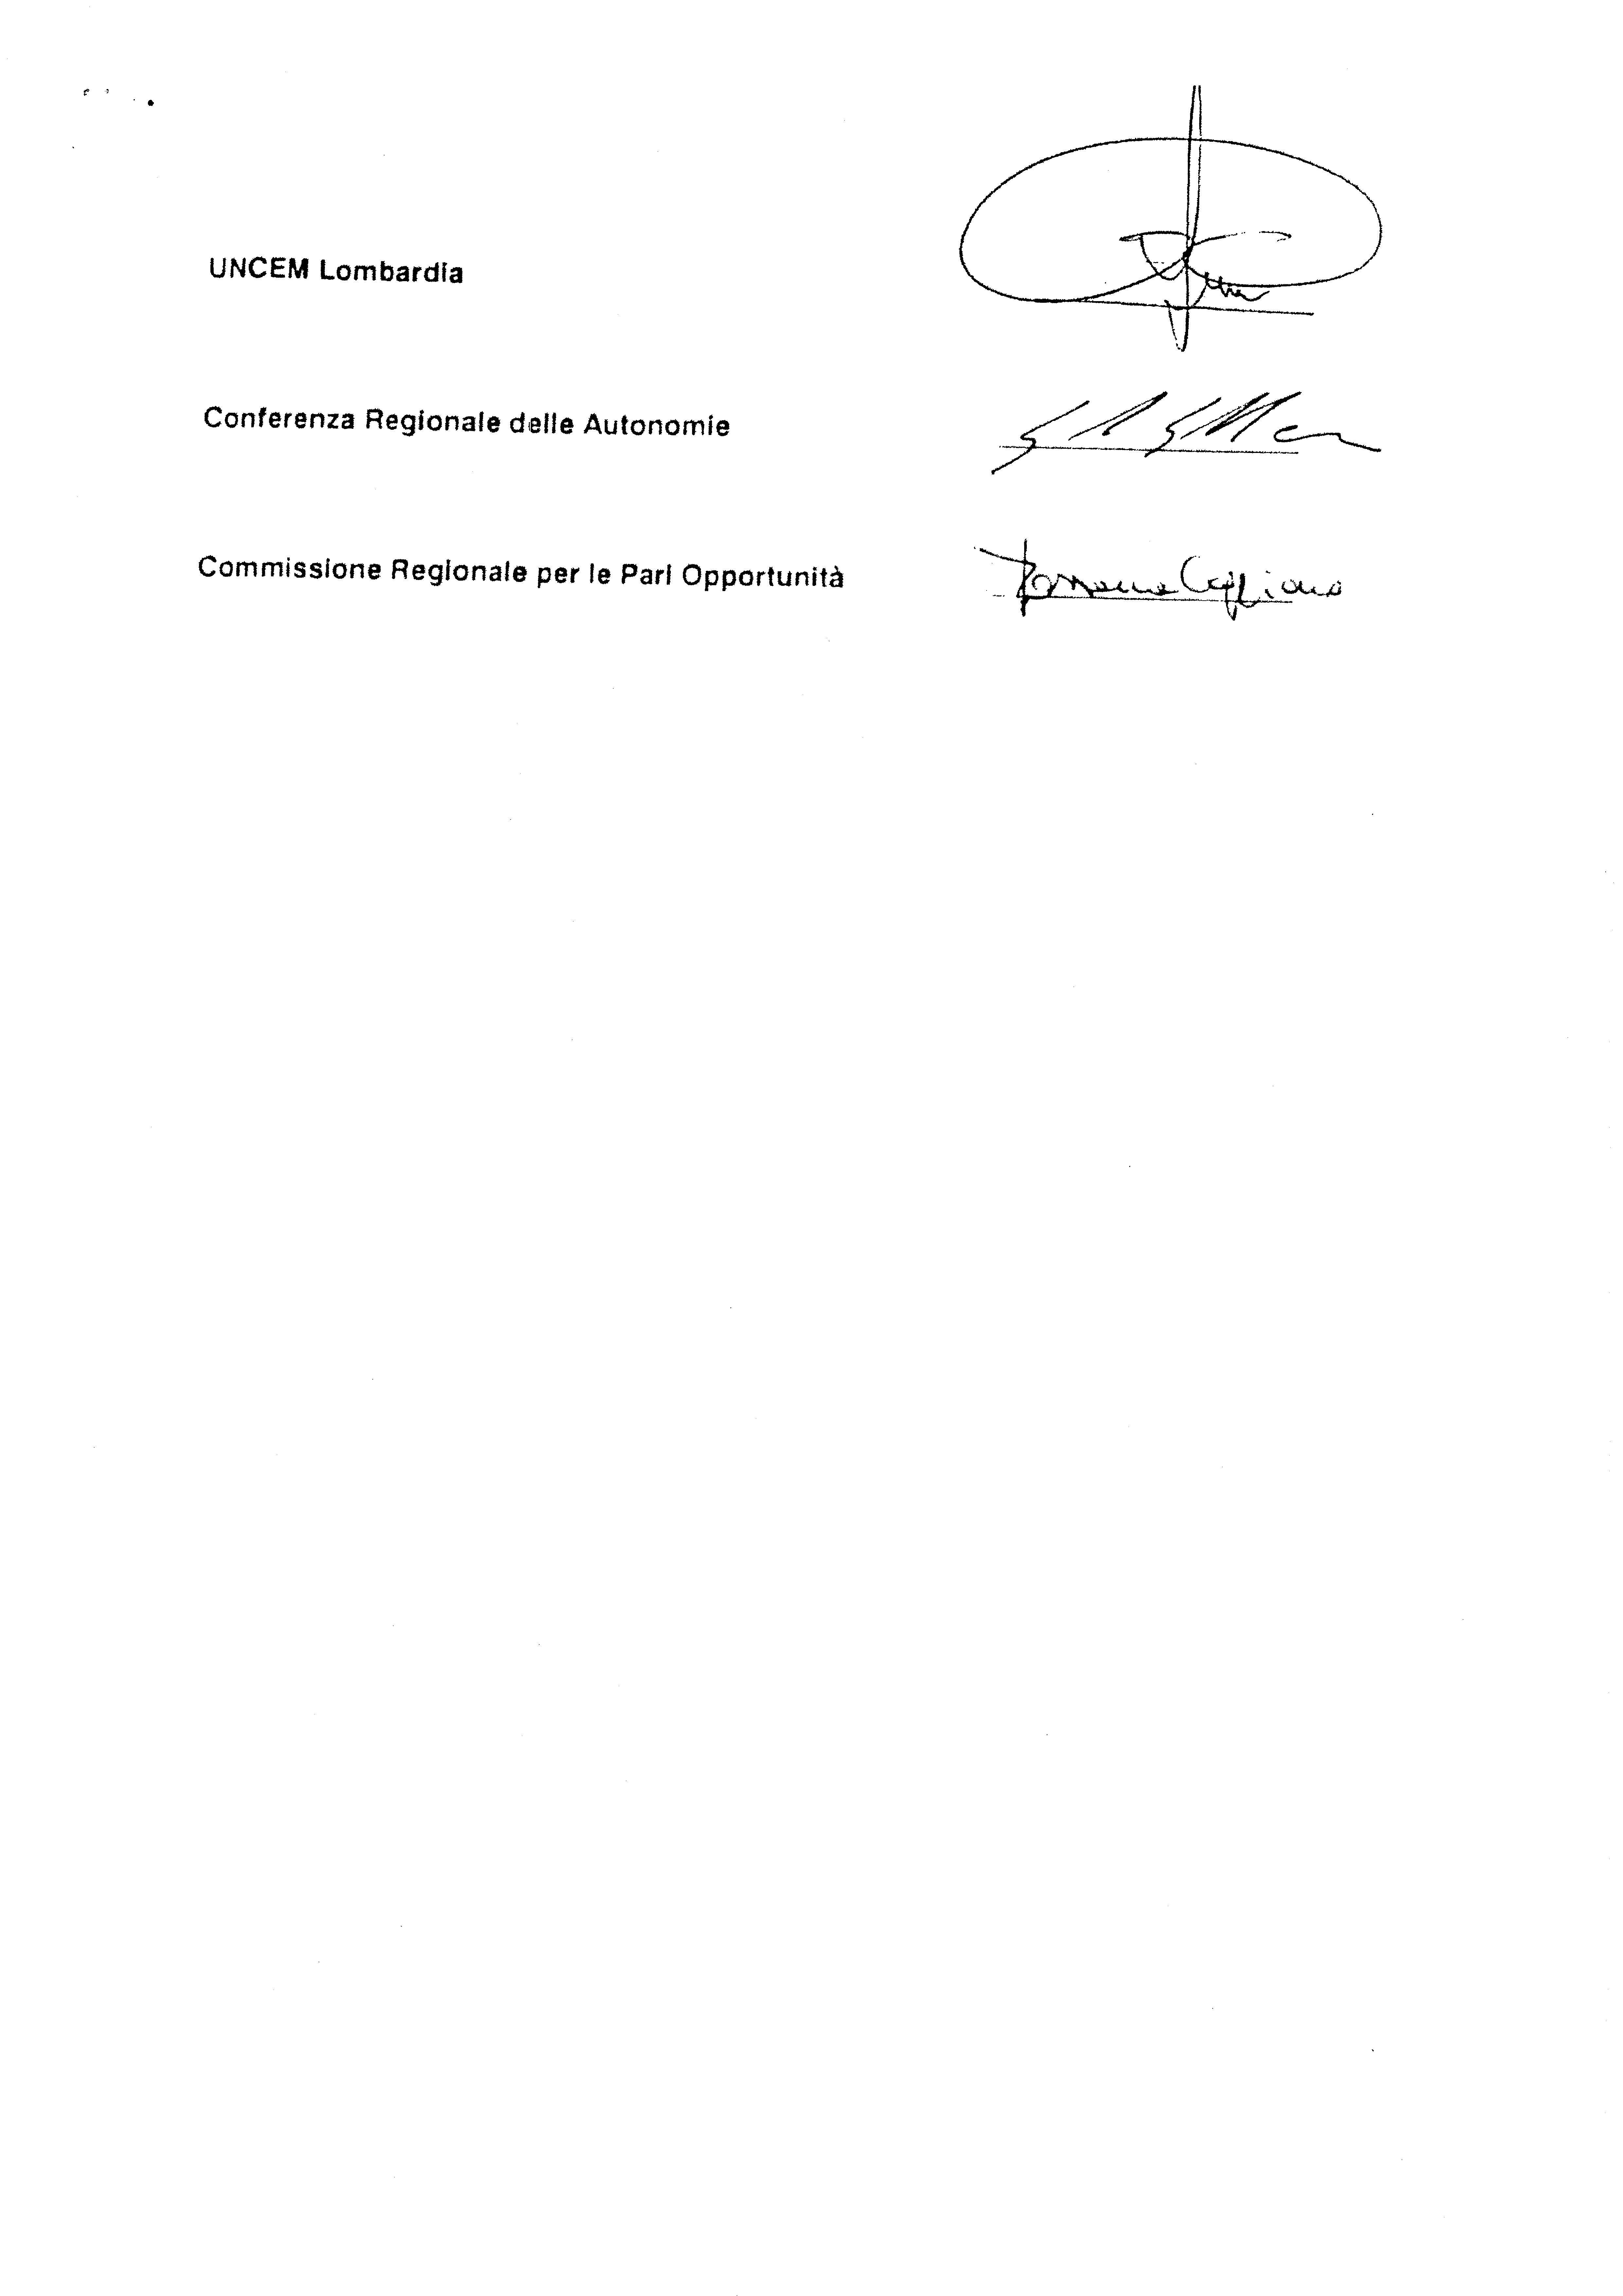 UNCEM Lombardia
Conferenza Regionale delle Autonomie
Commissione Regionale per le Pari Opportunità